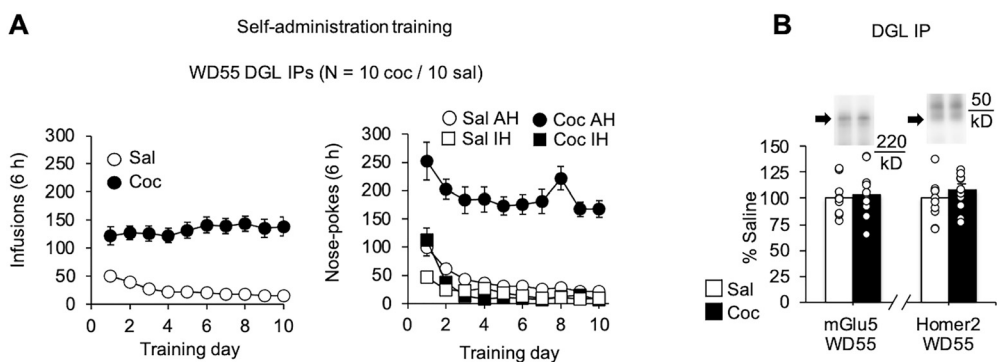 A
Self-administration training
WD55 DGL IPs (N = 10 coc / 10 sal)
Infusions (6 h)
300
250
200
150
100
50
0
Sal
Coc
0 2 4 6 8 10
Training day
Nose-pokes (6 h)
300
250
200
150
100
50
0
Sal AH
Coc AH
Sal IH
Coc IH
0 2 4 6 8 10
Training day
B
DGL IP
220
kD
50
kD
% Saline
150
125
100
75
50
25
0
Sal
Coc
mGlu5
WD55
Homer2
WD55